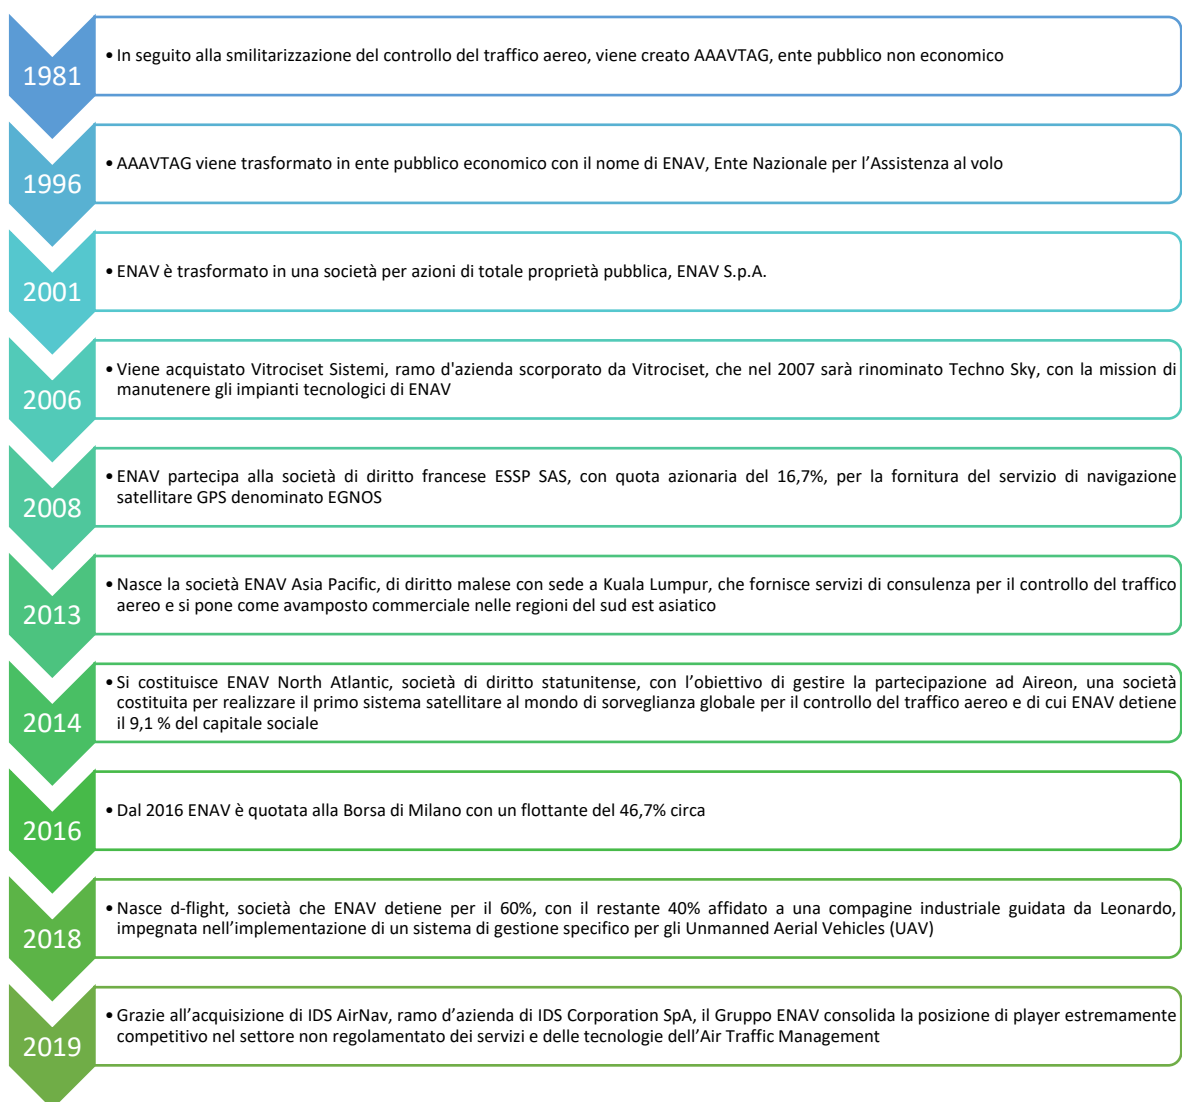 1981
• In seguito alla smilitarizzazione del controllo del traffico aereo, viene creato AAAVTAG, ente pubblico non economico
1996
• AAAVTAG viene trasformato in ente pubblico economico con il nome di ENAV, Ente Nazionale per l’Assistenza al volo
2001
• ENAV è trasformato in una società per azioni di totale proprietà pubblica, ENAV S.p.A.
2006
• Viene acquistato Vitrociset Sistemi, ramo d'azienda scorporato da Vitrociset, che nel 2007 sarà rinominato Techno Sky, con la mission di
manutenere gli impianti tecnologici di ENAV
2008
• ENAV partecipa alla società di diritto francese ESSP SAS, con quota azionaria del 16,7%, per la fornitura del servizio di navigazione
satellitare GPS denominato EGNOS
2013
• Nasce la società ENAV Asia Pacific, di diritto malese con sede a Kuala Lumpur, che fornisce servizi di consulenza per il controllo del traffico
aereo e si pone come avamposto commerciale nelle regioni del sud est asiatico
2014
• Si costituisce ENAV North Atlantic, società di diritto statunitense, con l’obiettivo di gestire la partecipazione ad Aireon, una società
costituita per realizzare il primo sistema satellitare al mondo di sorveglianza globale per il controllo del traffico aereo e di cui ENAV detiene
il 9,1 % del capitale sociale
2016
• Dal 2016 ENAV è quotata alla Borsa di Milano con un flottante del 46,7% circa
2018
• Nasce d-flight, società che ENAV detiene per il 60%, con il restante 40% affidato a una compagine industriale guidata da Leonardo,
impegnata nell’implementazione di un sistema di gestione specifico per gli Unmanned Aerial Vehicles (UAV)
2019
• Grazie all’acquisizione di IDS AirNav, ramo d’azienda di IDS Corporation SpA, il Gruppo ENAV consolida la posizione di player estremamente
competitivo nel settore non regolamentato dei servizi e delle tecnologie dell’Air Traffic Management